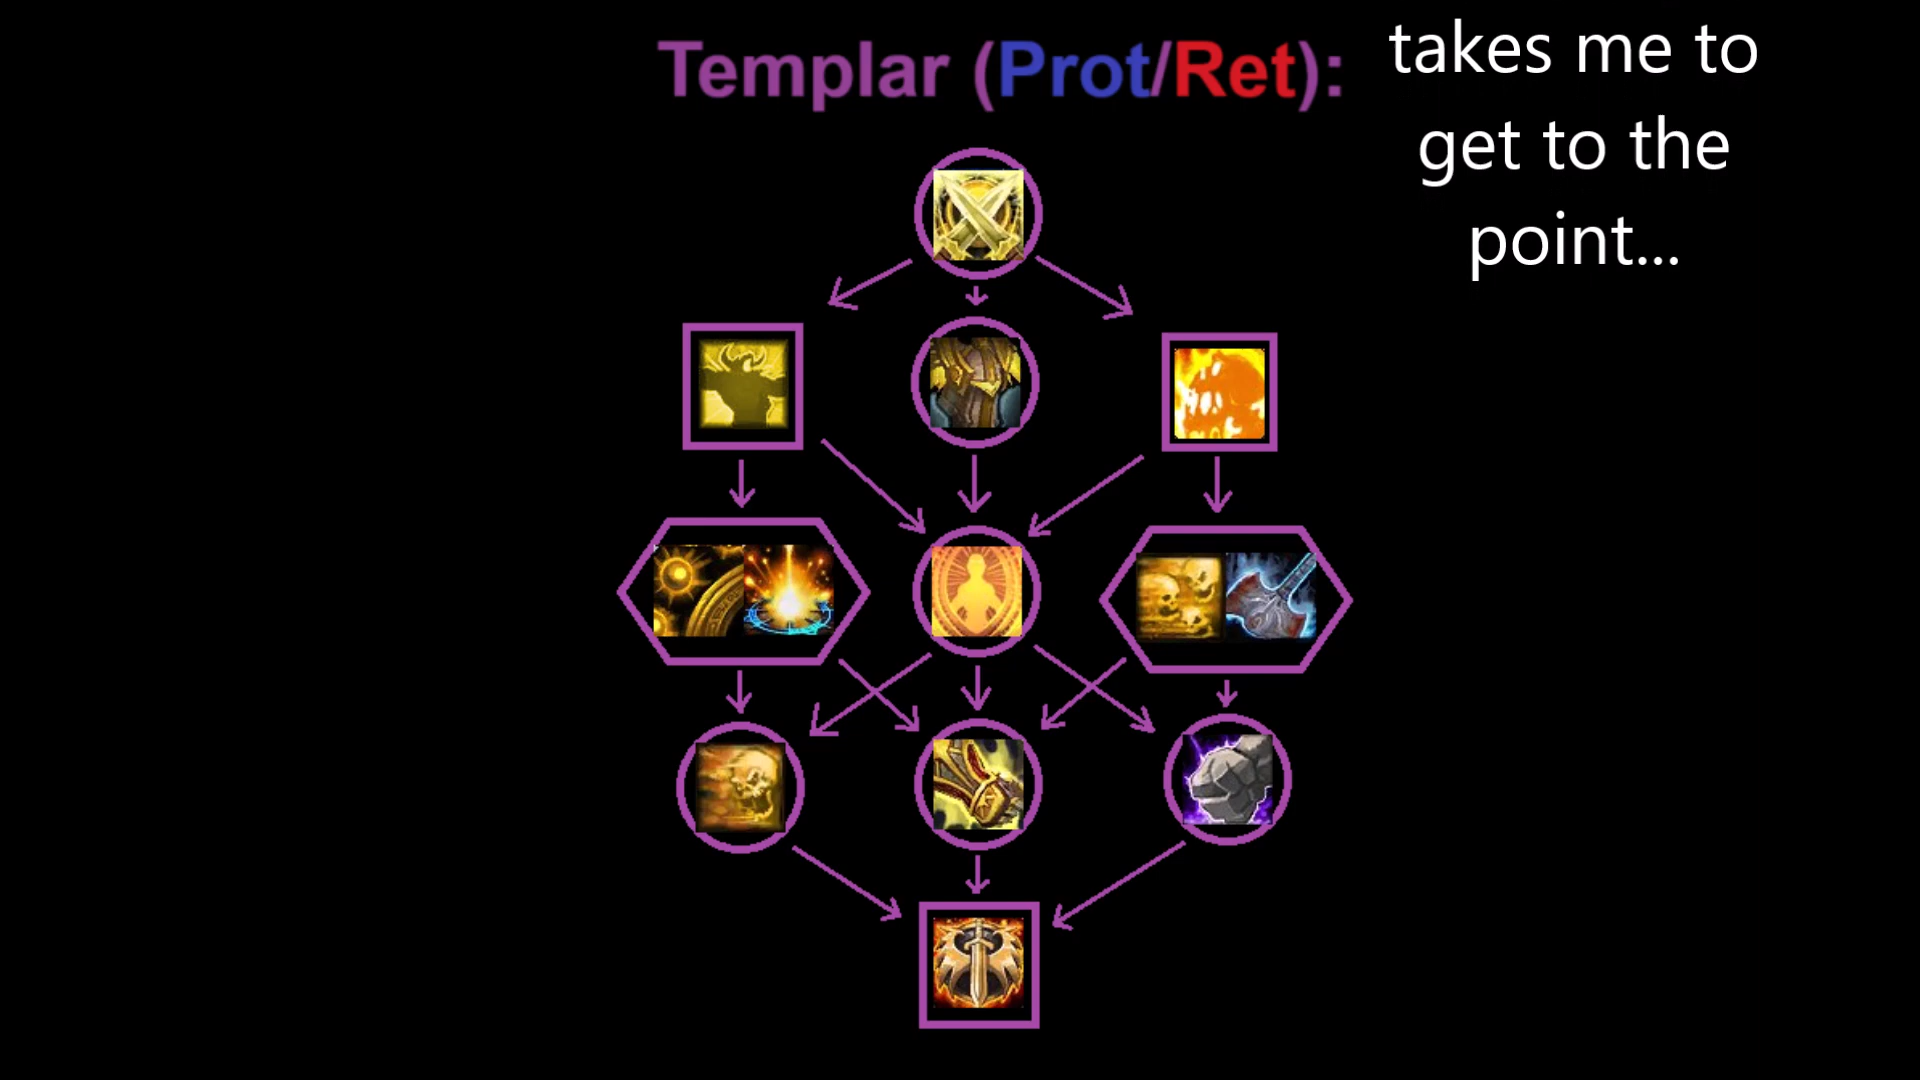 Templar (Prot/Ret):
takes me to
get to the
point...